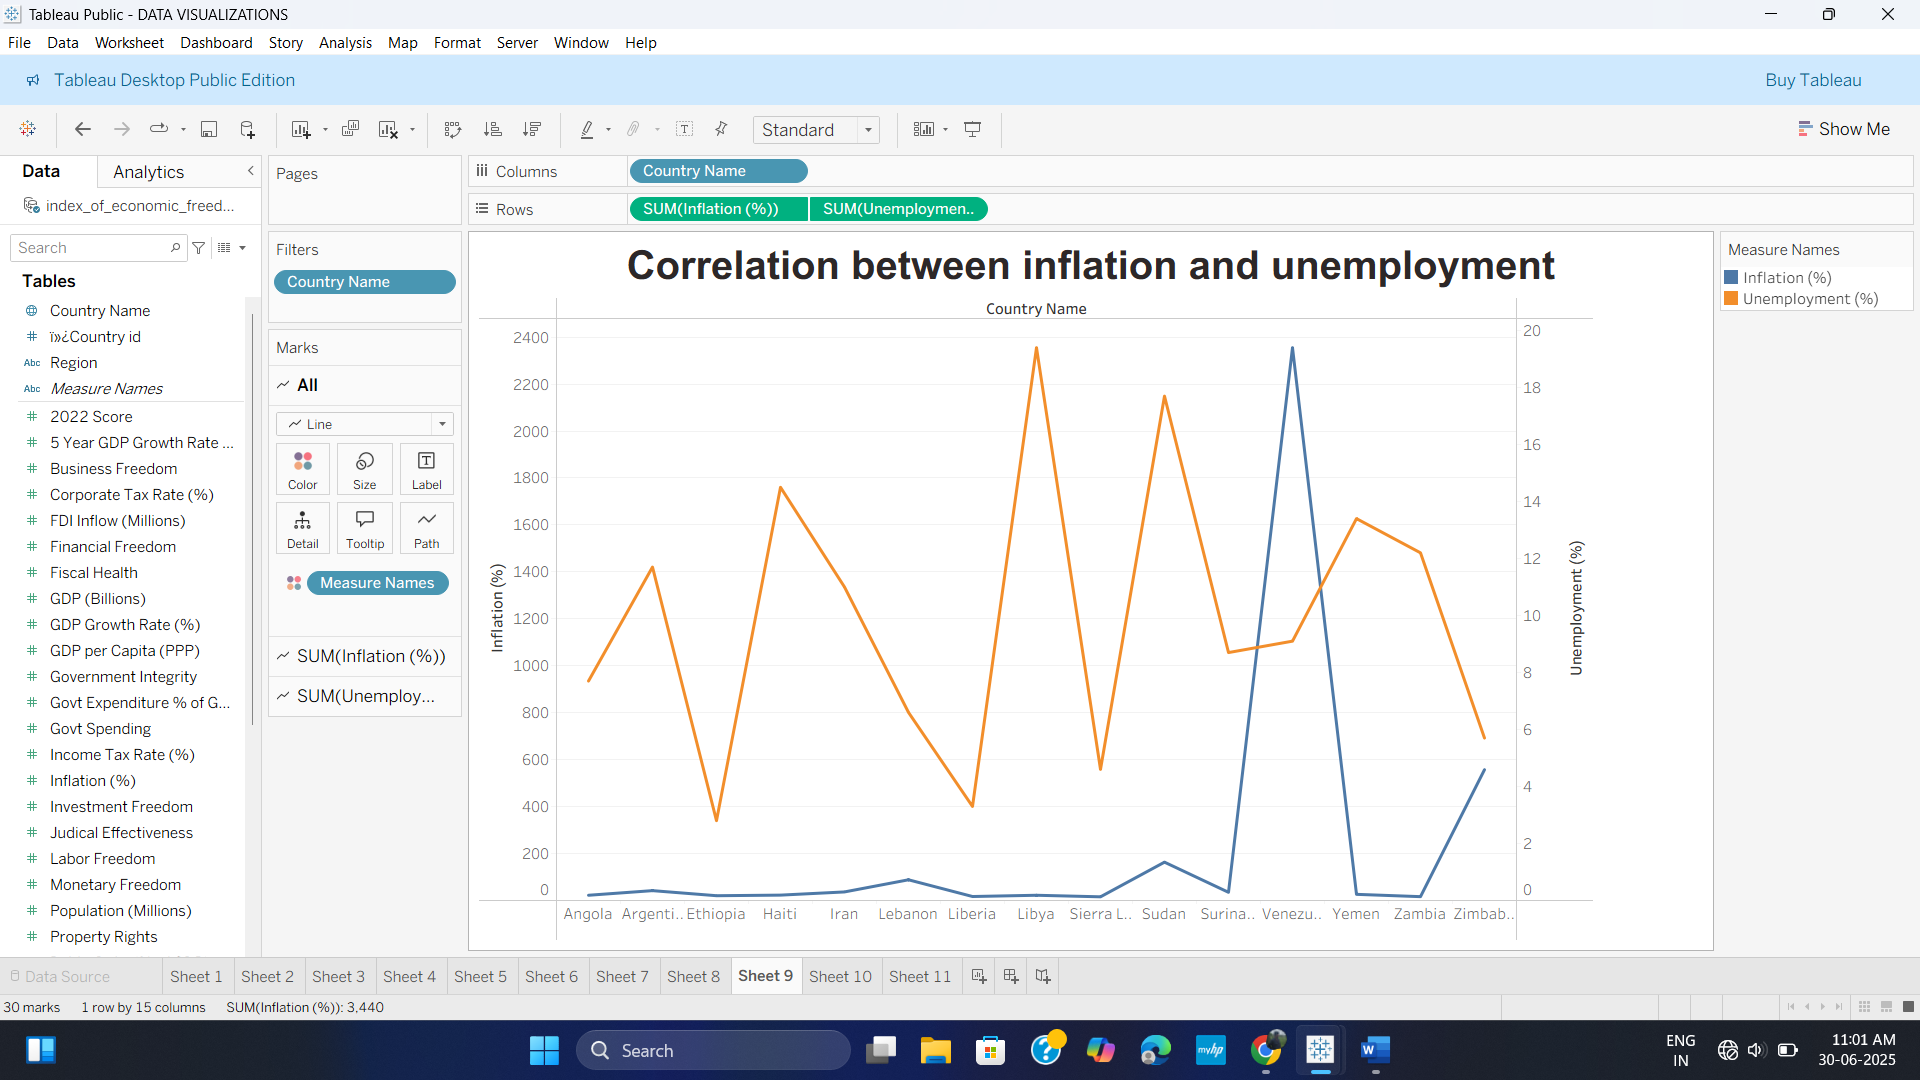 Tableau Public - DATA VISUALIZATIONS
File Data Worksheet Dashboard Story Analysis Map Format Server Window Help
Tableau Desktop Public Edition
Buy Tableau
Standard
Show Me
Data
Analytics
index_of_economic_freed...
Search
Tables
Country Name
ï»¿Country id
Abc Region
Abc Measure Names
2022 Score
5 Year GDP Growth Rate ...
Business Freedom
Corporate Tax Rate (%)
FDI Inflow (Millions)
Financial Freedom
Fiscal Health
GDP (Billions)
GDP Growth Rate (%)
GDP per Capita (PPP)
Government Integrity
Govt Expenditure % of G...
Govt Spending
Income Tax Rate (%)
Inflation (%)
Investment Freedom
Judical Effectiveness
Labor Freedom
Monetary Freedom
Population (Millions)
Property Rights
Pages
Filters
Country Name
Marks
All
Line
Color
Size
Label
Detail
Tooltip
Path
Measure Names
SUM(Inflation (%))
SUM(Unemploy...
Columns
Country Name
Rows
SUM(Inflation (%))
SUM(Unemploymen..
Correlation between inflation and unemployment
Country Name
2400
2200
2000
1800
1600
1400
1200
1000
800
600
400
200
0
Inflation (%)
20
18
16
14
12
10
8
6
4
2
0
Unemployment (%)
Angola Argenti.. Ethiopia Haiti Iran Lebanon Liberia Libya Sierra L.. Sudan Surina.. Venezu.. Yemen Zambia Zimbab..
Measure Names
Inflation (%)
Unemployment (%)
Data Source
Sheet 1
Sheet 2
Sheet 3
Sheet 4
Sheet 5
Sheet 6
Sheet 7
Sheet 8
Sheet 9
Sheet 10
Sheet 11
30 marks
1 row by 15 columns
SUM(Inflation (%)): 3,440
Search
myhp
W
ENG
IN
11:01 AM
30-06-2025